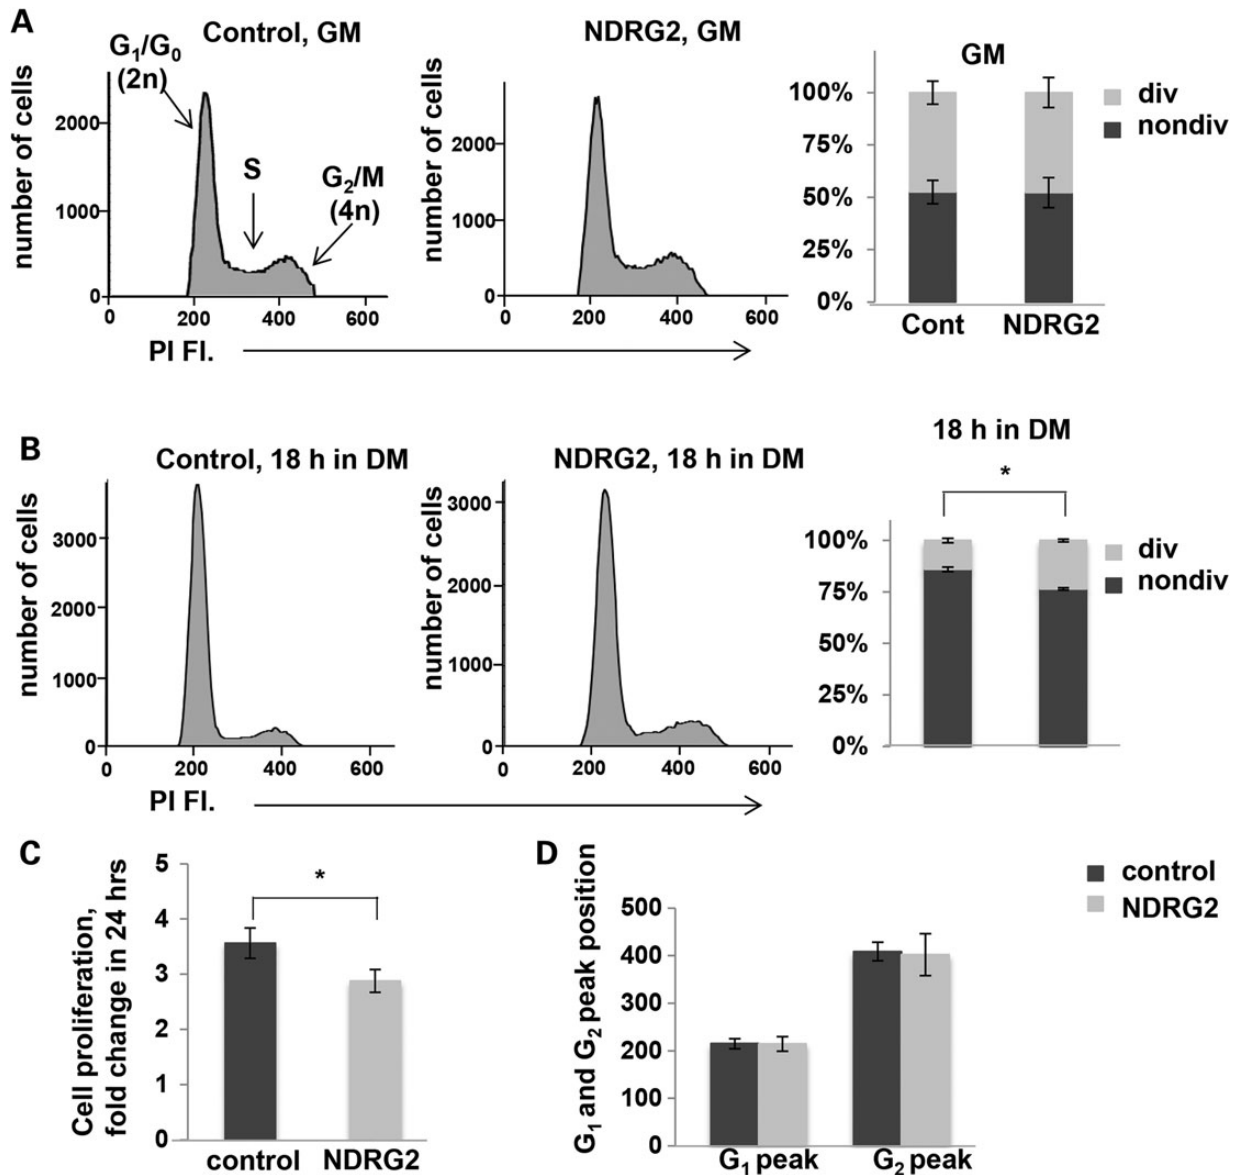 A
Control, GM
number of cells
G₁/G₀
(2n)
S
G₂/M
(4n)
2000
1000
0
0
200
400
600
NDRG2, GM
number of cells
2000
1000
0
0
200
400
600
PI Fl.
GM
100%
75%
50%
25%
0%
Cont
NDRG2
div
nondiv
B
Control, 18 h in DM
number of cells
3000
2000
1000
0
0
200
400
600
NDRG2, 18 h in DM
number of cells
3000
2000
1000
0
0
200
400
600
PI Fl.
18 h in DM
*
100%
75%
50%
25%
0%
div
nondiv
C
Cell proliferation,
fold change in 24 hrs
5
4
3
2
1
0
*
control
NDRG2
D
G₁ and G₂ peak position
500
400
300
200
100
0
G₁ peak
G₂ peak
control
NDRG2